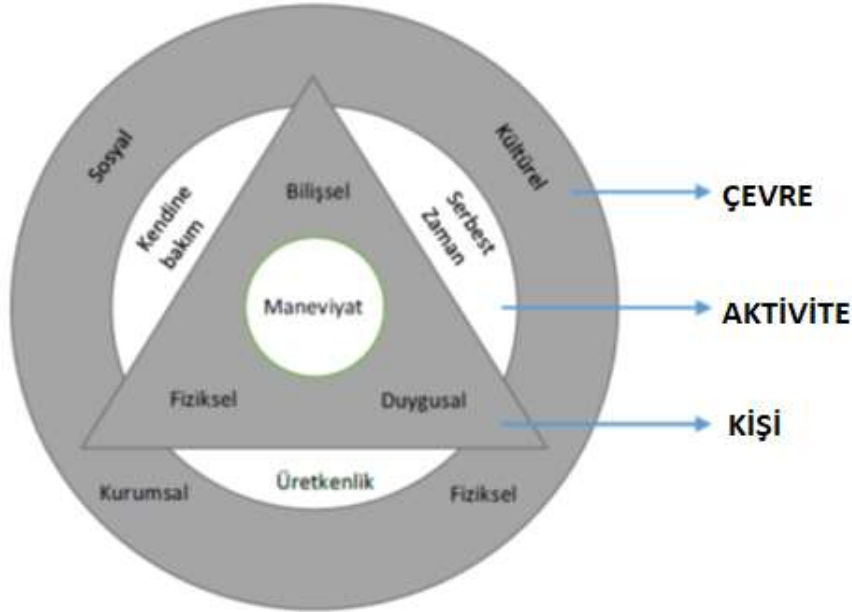 Sosyal
Kültürel
ÇEVRE
Bilişsel
Kendine
bakım
Serbest
Zaman
Maneviyat
AKTİVİTE
Fiziksel
Duygusal
KİŞİ
Üretkenlik
Kurumsal
Fiziksel